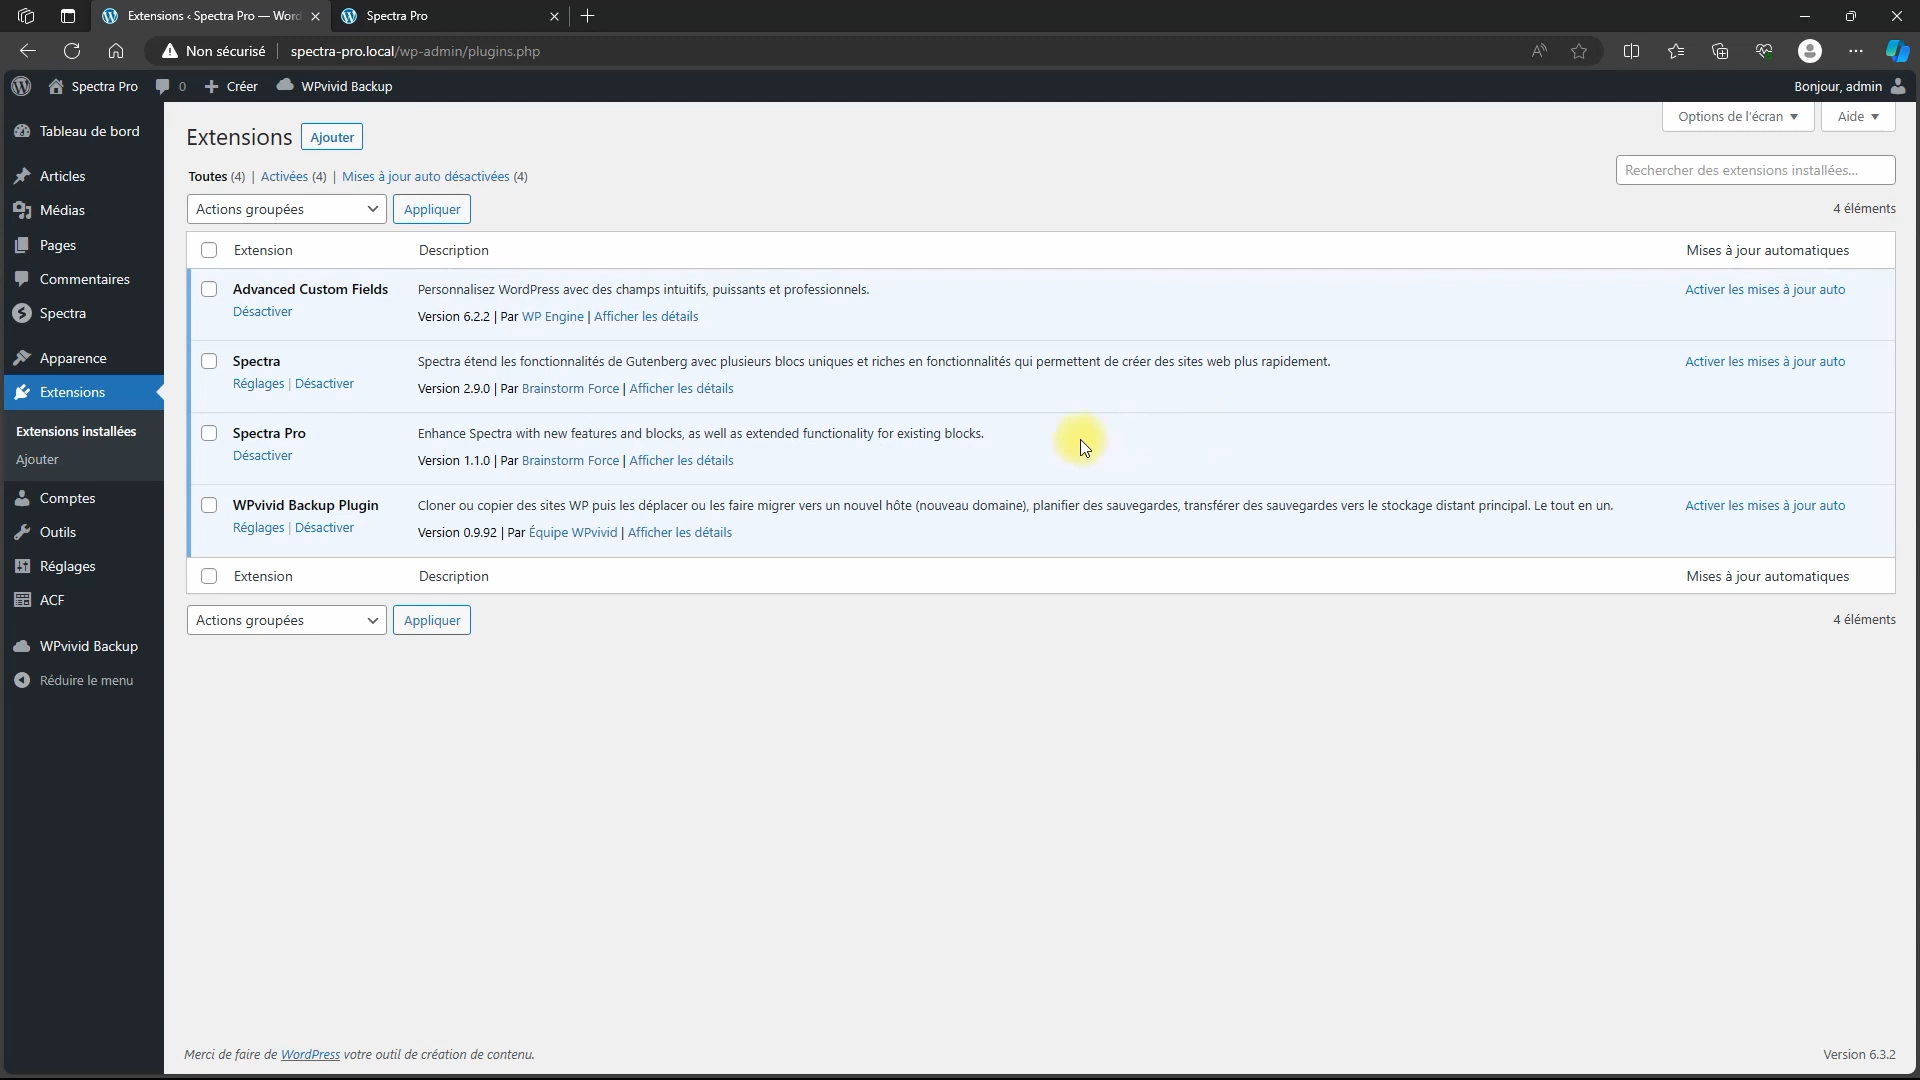 Extensions ‹ Spectra Pro — Word
Spectra Pro
Non sécurisé
spectra-pro.local/wp-admin/plugins.php
Spectra Pro
0
Créer
WPvivid Backup
Bonjour, admin
Tableau de bord
Articles
Médias
Pages
Commentaires
Spectra
Apparence
Extensions
Extensions installées
Ajouter
Comptes
Outils
Réglages
ACF
WPvivid Backup
Réduire le menu
Options de l'écran
Aide
Extensions
Ajouter
Toutes (4) | Activées (4) | Mises à jour auto désactivées (4)
Rechercher des extensions installées...
Actions groupées
Appliquer
4 éléments
Extension
Description
Mises à jour automatiques
Advanced Custom Fields
Désactiver
Personnalisez WordPress avec des champs intuitifs, puissants et professionnels.
Version 6.2.2 | Par WP Engine | Afficher les détails
Activer les mises à jour auto
Spectra
Réglages | Désactiver
Spectra étend les fonctionnalités de Gutenberg avec plusieurs blocs uniques et riches en fonctionnalités qui permettent de créer des sites web plus rapidement.
Version 2.9.0 | Par Brainstorm Force | Afficher les détails
Activer les mises à jour auto
Spectra Pro
Désactiver
Enhance Spectra with new features and blocks, as well as extended functionality for existing blocks.
Version 1.1.0 | Par Brainstorm Force | Afficher les détails
WPvivid Backup Plugin
Réglages | Désactiver
Cloner ou copier des sites WP puis les déplacer ou les faire migrer vers un nouvel hôte (nouveau domaine), planifier des sauvegardes, transférer des sauvegardes vers le stockage distant principal. Le tout en un.
Version 0.9.92 | Par Équipe WPvivid | Afficher les détails
Activer les mises à jour auto
Extension
Description
Mises à jour automatiques
Actions groupées
Appliquer
4 éléments
Merci de faire de WordPress votre outil de création de contenu.
Version 6.3.2